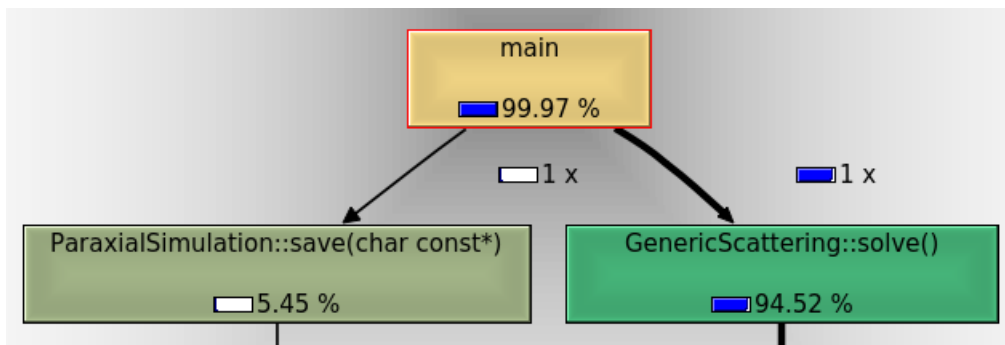 main
99.97 %
1 x
1 x
ParaxialSimulation::save(char const*)
5.45 %
GenericScattering::solve()
94.52 %